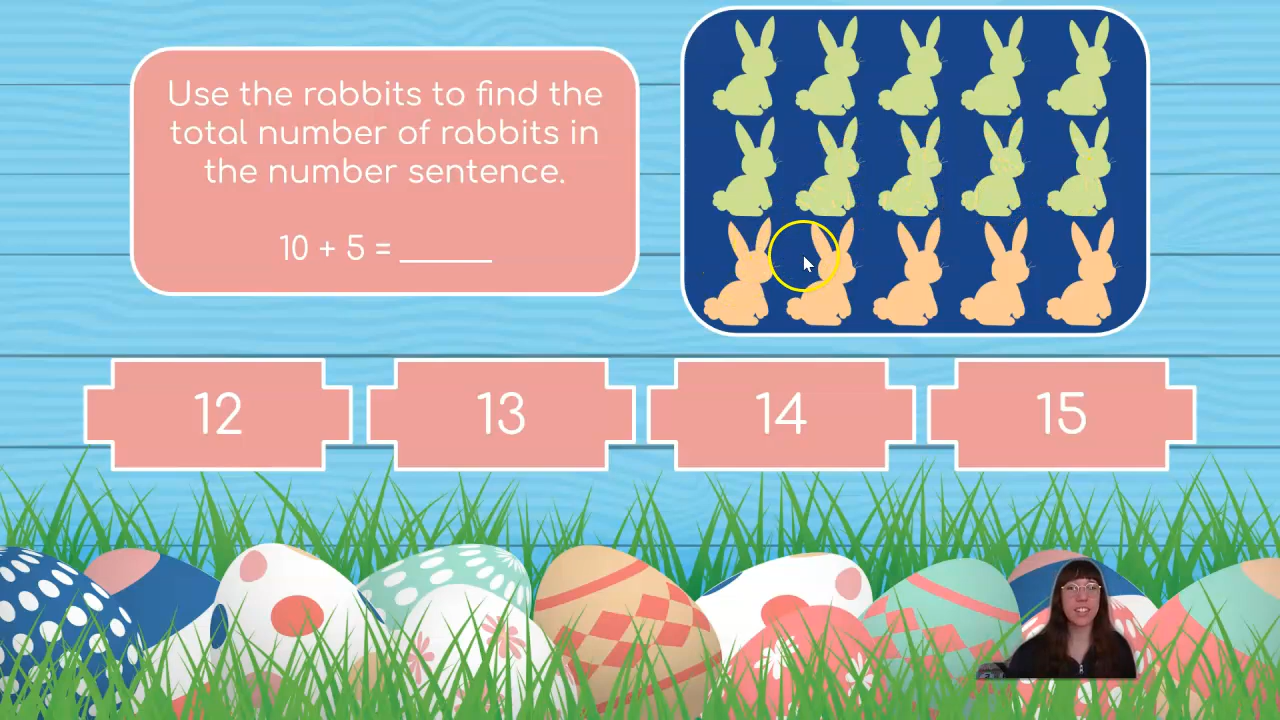 Use the rabbits to find the
total number of rabbits in
the number sentence.
10 + 5 = ______
12
13
14
15